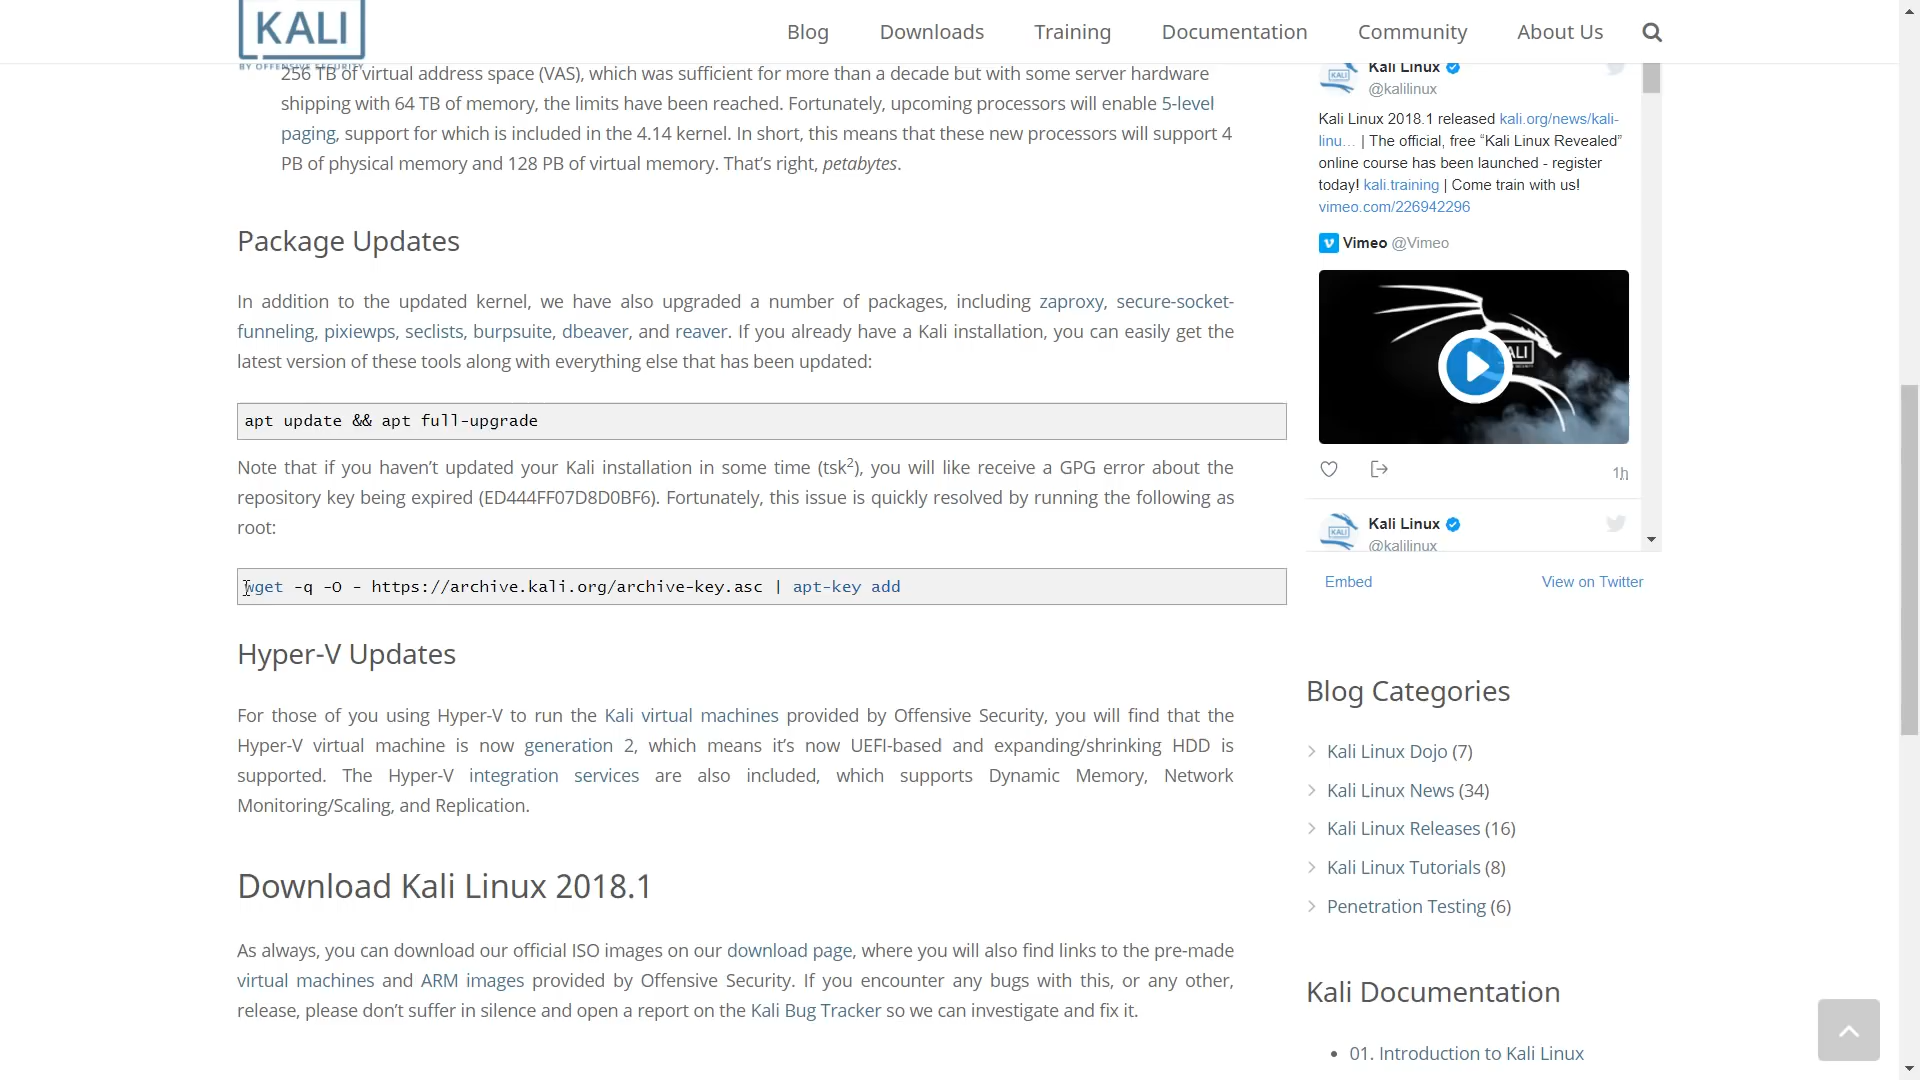 KALI
BY OFFENSIVE SECURITY
Blog Downloads Training Documentation Community About Us
256 TB of virtual address space (VAS), which was sufficient for more than a decade but with some server hardware
shipping with 64 TB of memory, the limits have been reached. Fortunately, upcoming processors will enable 5-level
paging, support for which is included in the 4.14 kernel. In short, this means that these new processors will support 4
PB of physical memory and 128 PB of virtual memory. That’s right, petabytes.
Package Updates
In addition to the updated kernel, we have also upgraded a number of packages, including zaproxy, secure-socket-
funneling, pixiewps, seclists, burpsuite, dbeaver, and reaver. If you already have a Kali installation, you can easily get the
latest version of these tools along with everything else that has been updated:
apt update && apt full-upgrade
Note that if you haven’t updated your Kali installation in some time (tsk2), you will like receive a GPG error about the
repository key being expired (ED444FF07D8D0BF6). Fortunately, this issue is quickly resolved by running the following as
root:
wget -q -O - https://archive.kali.org/archive-key.asc | apt-key add
Hyper-V Updates
For those of you using Hyper-V to run the Kali virtual machines provided by Offensive Security, you will find that the
Hyper-V virtual machine is now generation 2, which means it’s now UEFI-based and expanding/shrinking HDD is
supported. The Hyper-V integration services are also included, which supports Dynamic Memory, Network
Monitoring/Scaling, and Replication.
Download Kali Linux 2018.1
As always, you can download our official ISO images on our download page, where you will also find links to the pre-made
virtual machines and ARM images provided by Offensive Security. If you encounter any bugs with this, or any other,
release, please don’t suffer in silence and open a report on the Kali Bug Tracker so we can investigate and fix it.
KALI
Kali Linux
@kalilinux
Kali Linux 2018.1 released kali.org/news/kali-
linu… | The official, free “Kali Linux Revealed”
online course has been launched - register
today! kali.training | Come train with us!
vimeo.com/226942296
Vimeo @Vimeo
ALI
1h
KALI
Kali Linux
@kalilinux
Embed View on Twitter
Blog Categories
Kali Linux Dojo (7)
Kali Linux News (34)
Kali Linux Releases (16)
Kali Linux Tutorials (8)
Penetration Testing (6)
Kali Documentation
01. Introduction to Kali Linux